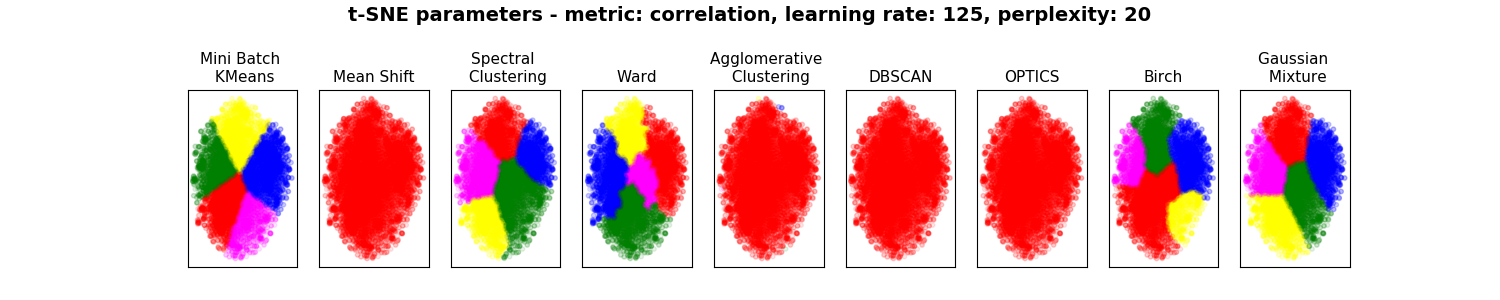 t-SNE parameters - metric: correlation, learning rate: 125, perplexity: 20
Mini Batch
KMeans
Mean Shift
Spectral
Clustering
Ward
Agglomerative
Clustering
DBSCAN
OPTICS
Birch
Gaussian
Mixture